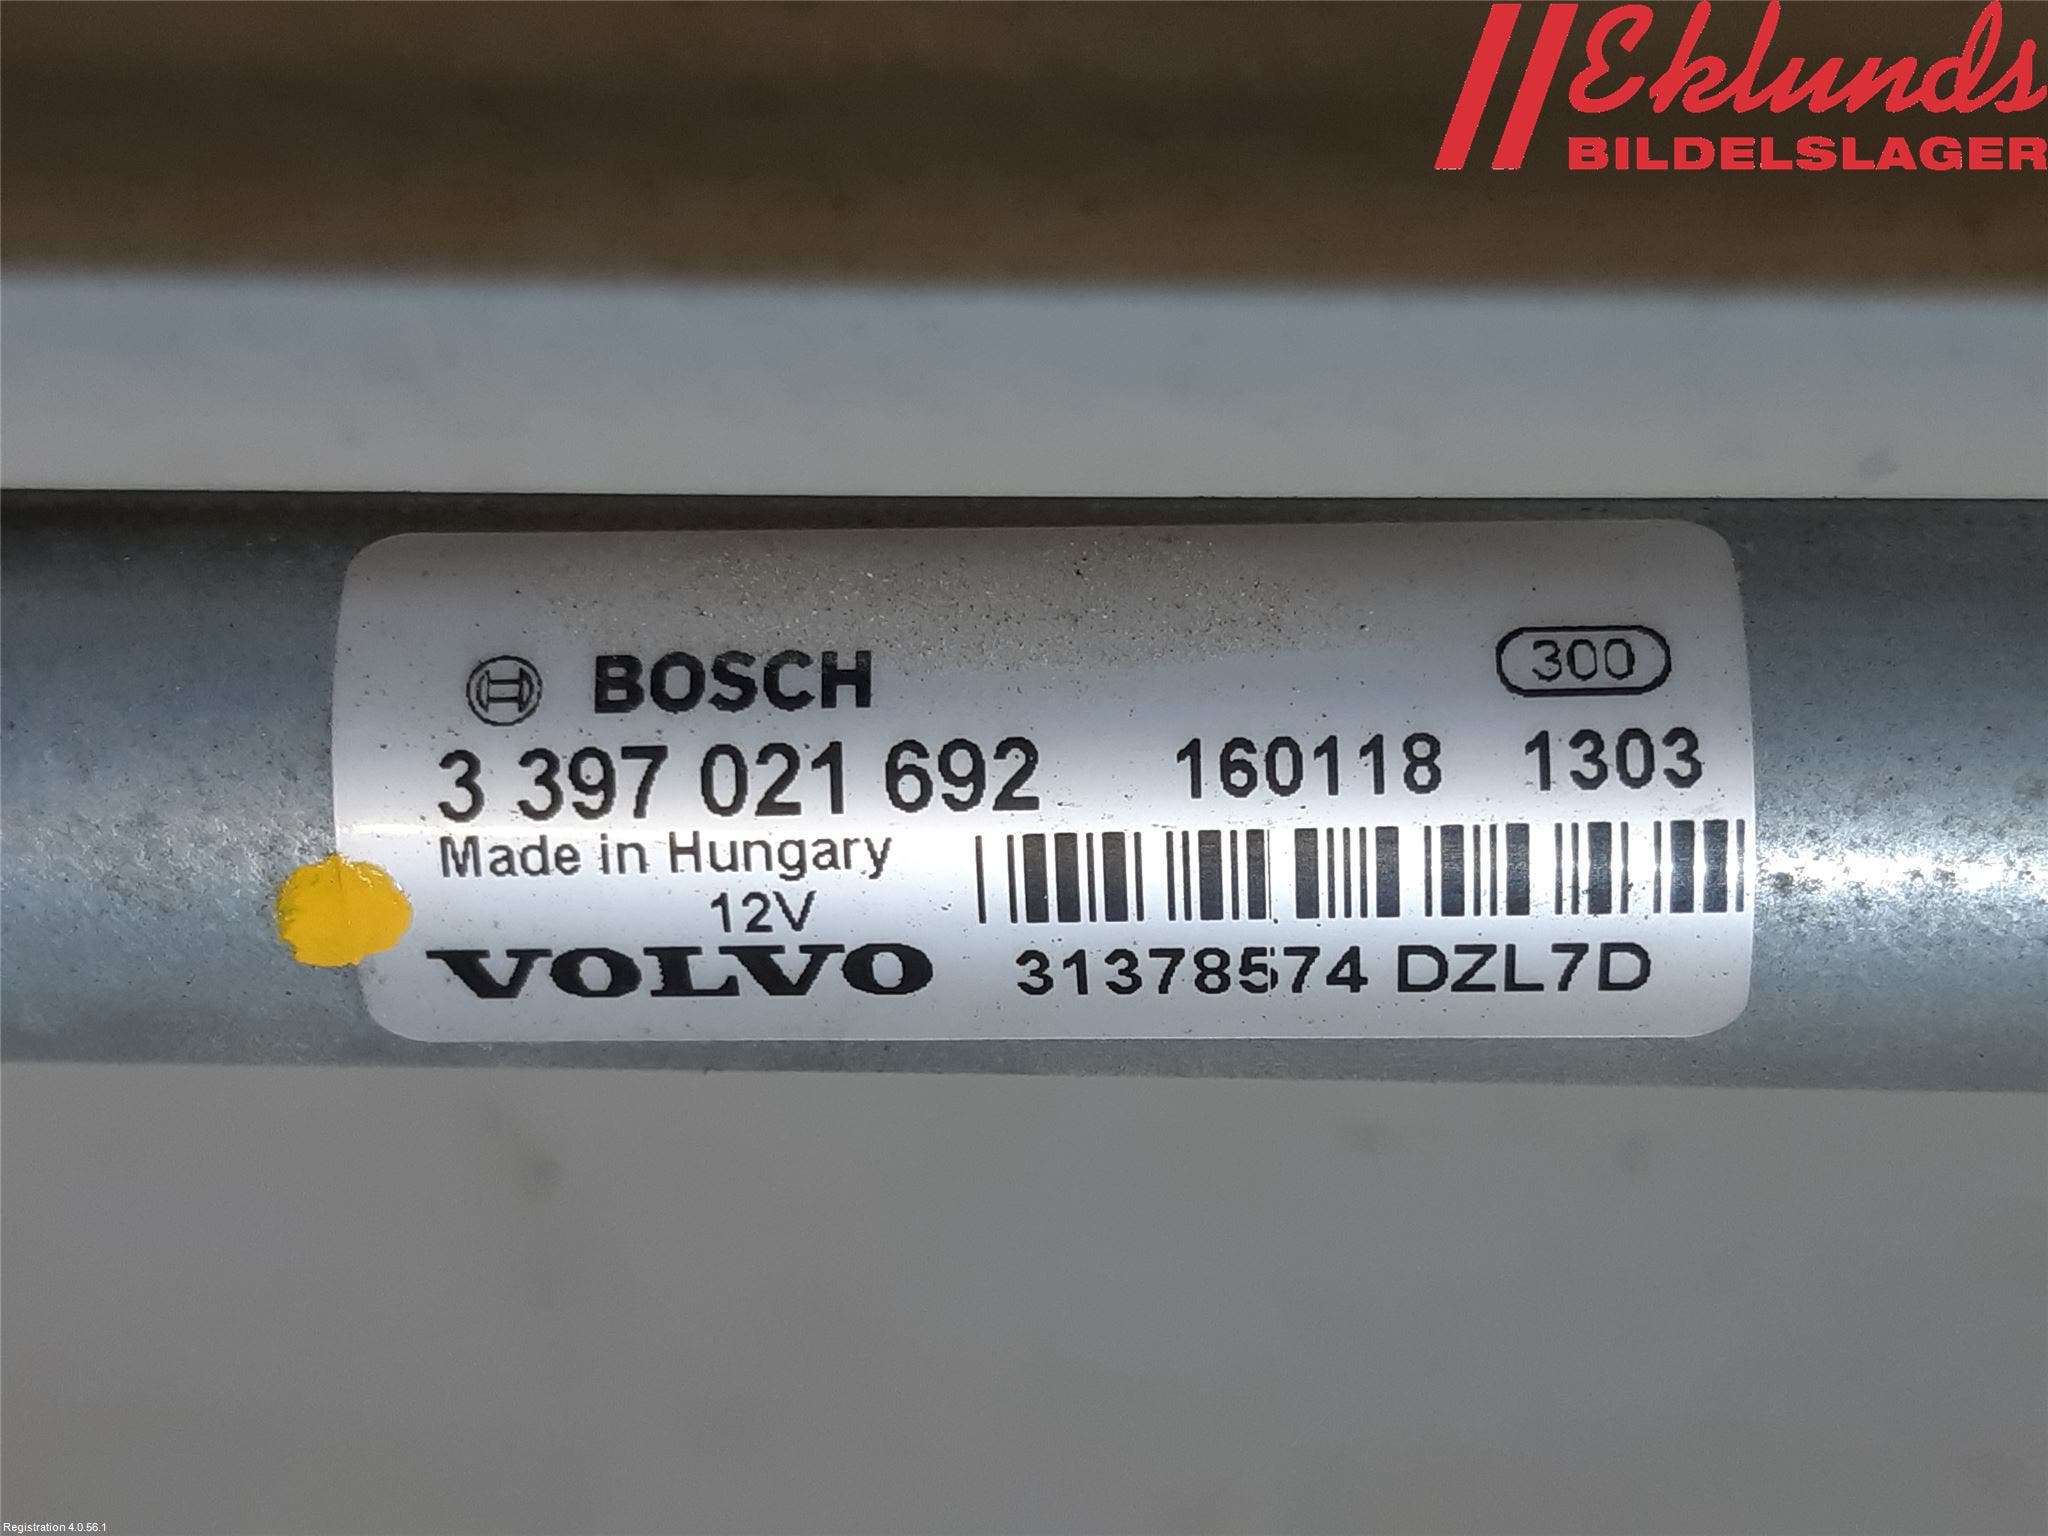 Eklunds
BILDELSLAGER
BOSCH
300
3 397 021 692 160118 1303
Made in Hungary
12V
VOLVO 31378574 DZL7D
Registration 4.0.56.1